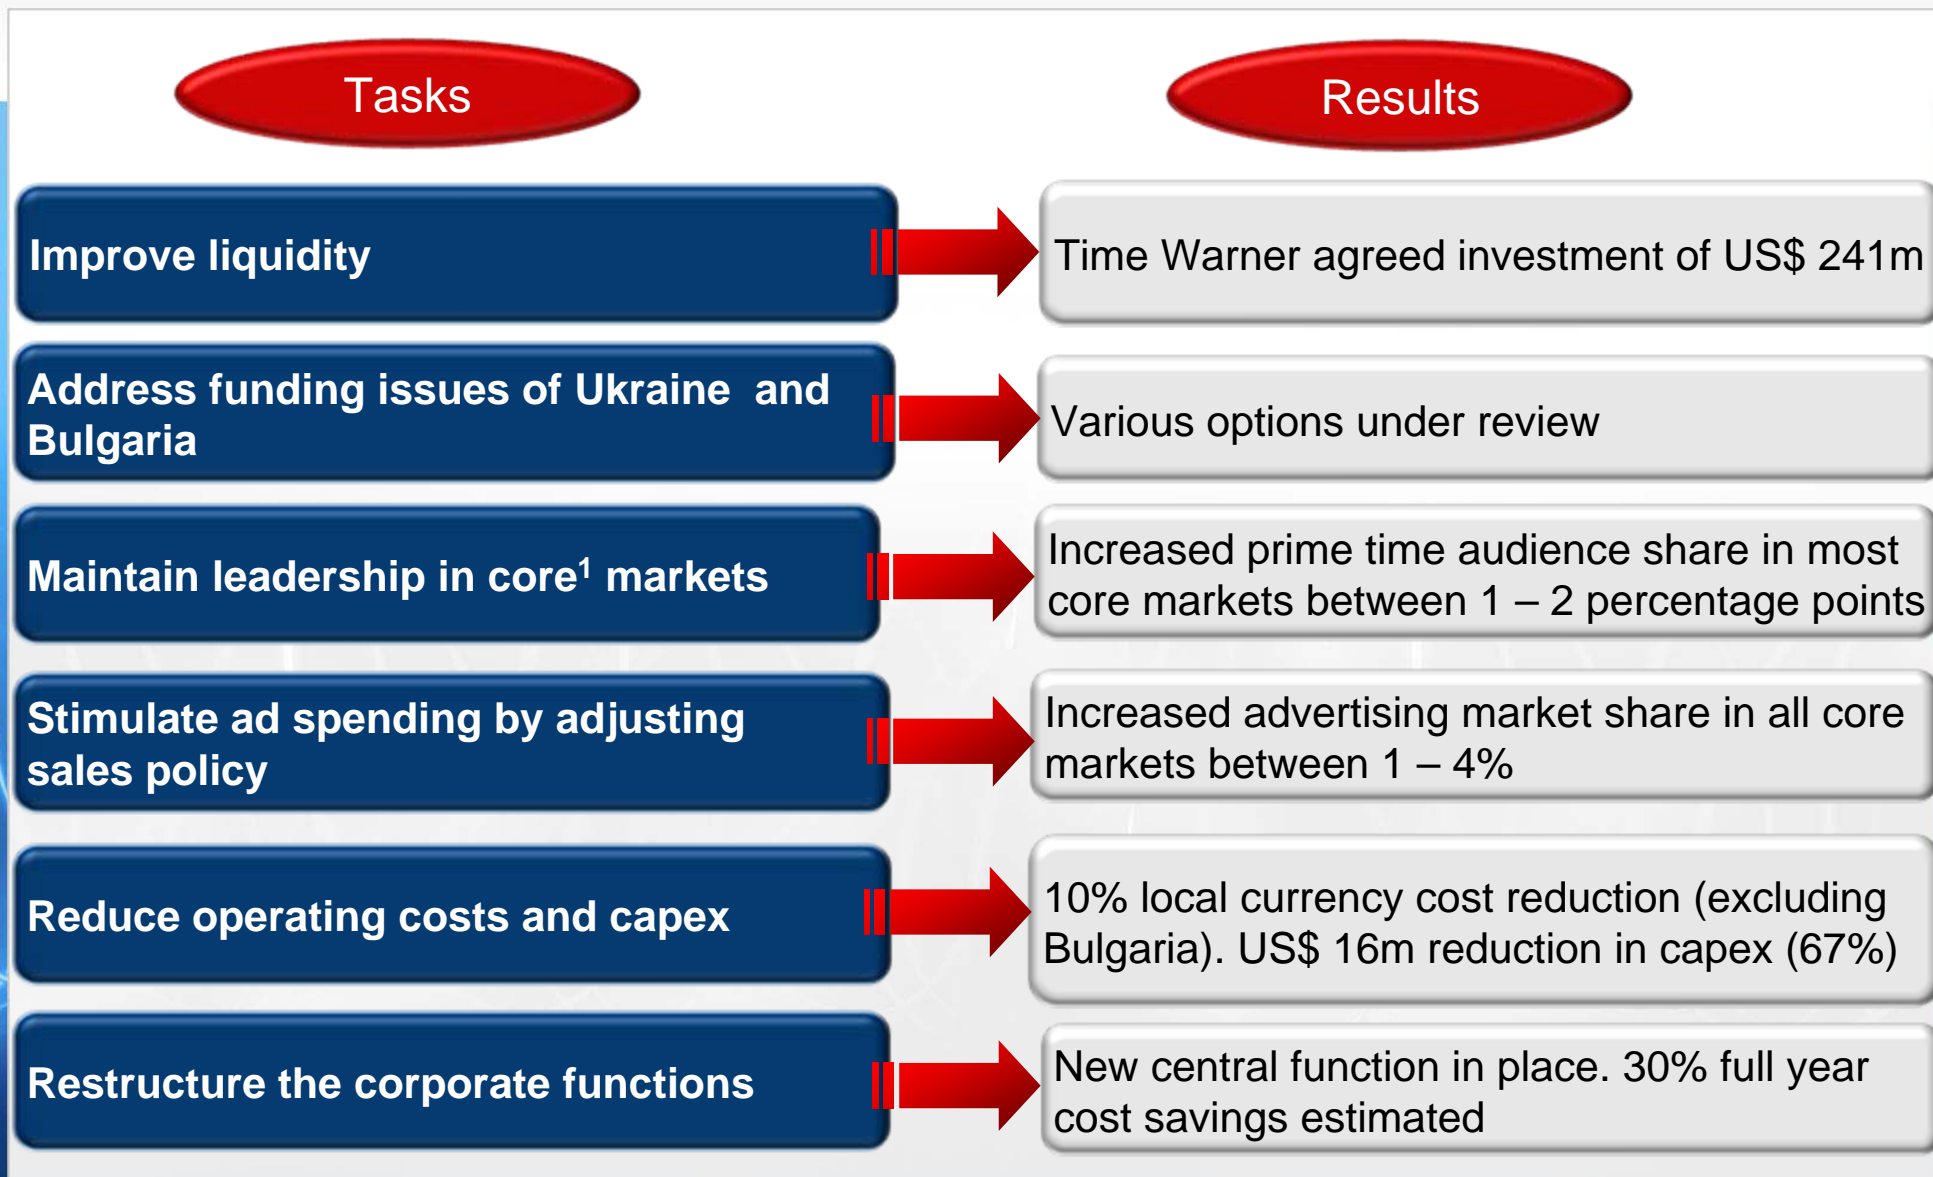 Tasks
Results
Improve liquidity
Time Warner agreed investment of US$ 241m
Address funding issues of Ukraine and
Bulgaria
Various options under review
Maintain leadership in core¹ markets
Increased prime time audience share in most
core markets between 1 – 2 percentage points
Stimulate ad spending by adjusting
sales policy
Increased advertising market share in all core
markets between 1 – 4%
Reduce operating costs and capex
10% local currency cost reduction (excluding
Bulgaria). US$ 16m reduction in capex (67%)
Restructure the corporate functions
New central function in place. 30% full year
cost savings estimated